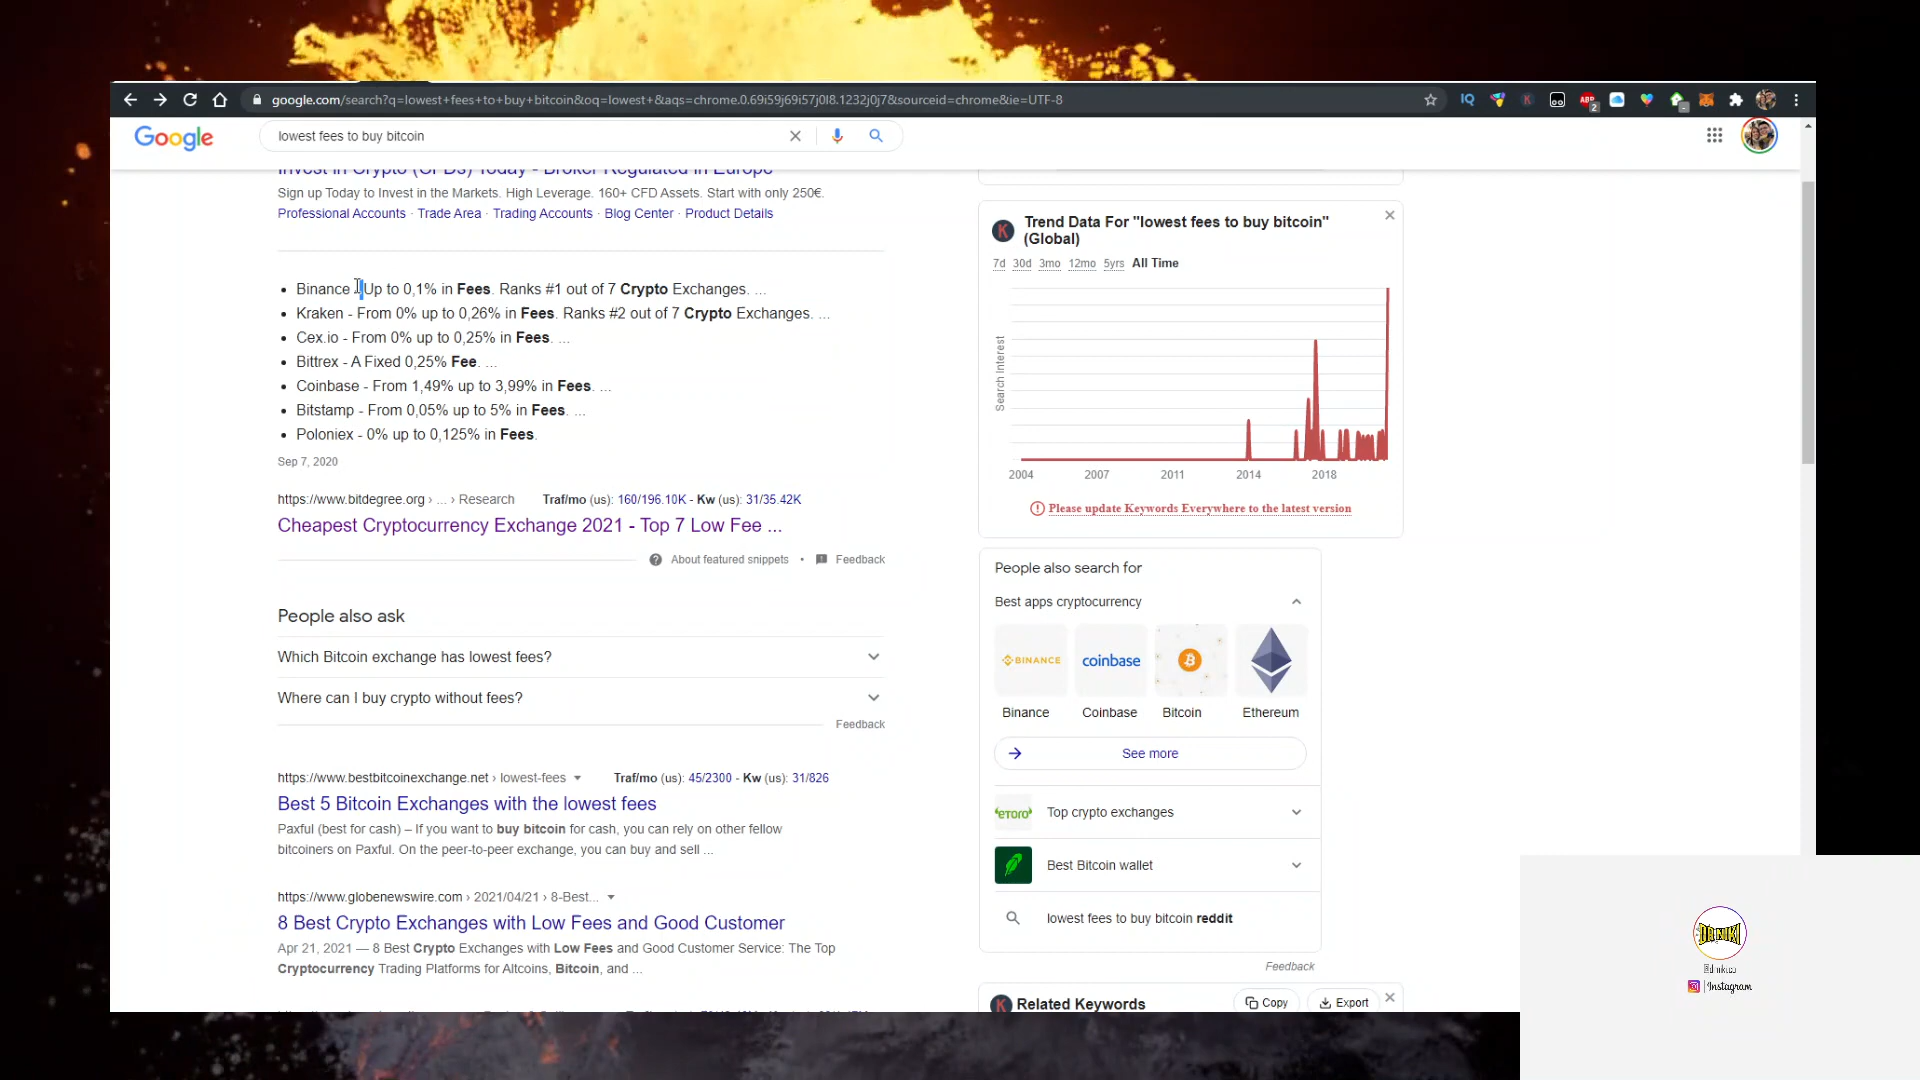 google.com/search?q=lowest+fees+to+buy+bitcoin&oq=lowest+&aqs=chrome.0.69i59j69i57j0l8.1232j0j7&sourceid=chrome&ie=UTF-8
IQ
ABP
2
Google
lowest fees to buy bitcoin
Invest in Crypto (CFDs) Today - Broker Regulated in Europe
Sign up Today to Invest in the Markets. High Leverage. 160+ CFD Assets. Start with only 250€.
Professional Accounts · Trade Area · Trading Accounts · Blog Center · Product Details
Binance - Up to 0,1% in Fees. Ranks #1 out of 7 Crypto Exchanges. ...
Kraken - From 0% up to 0,26% in Fees. Ranks #2 out of 7 Crypto Exchanges. ...
Cex.io - From 0% up to 0,25% in Fees. ...
Bittrex - A Fixed 0,25% Fee. ...
Coinbase - From 1,49% up to 3,99% in Fees. ...
Bitstamp - From 0,05% up to 5% in Fees. ...
Poloniex - 0% up to 0,125% in Fees.
Sep 7, 2020
https://www.bitdegree.org › ... › Research Traf/mo (us): 160/196.10K - Kw (us): 31/35.42K
Cheapest Cryptocurrency Exchange 2021 - Top 7 Low Fee ...
About featured snippets • Feedback
People also ask
Which Bitcoin exchange has lowest fees?
Where can I buy crypto without fees?
Feedback
https://www.bestbitcoinexchange.net › lowest-fees Traf/mo (us): 45/2300 - Kw (us): 31/826
Best 5 Bitcoin Exchanges with the lowest fees
Paxful (best for cash) – If you want to buy bitcoin for cash, you can rely on other fellow
bitcoiners on Paxful. On the peer-to-peer exchange, you can buy and sell ...
https://www.globenewswire.com › 2021/04/21 › 8-Best...
8 Best Crypto Exchanges with Low Fees and Good Customer
Apr 21, 2021 — 8 Best Crypto Exchanges with Low Fees and Good Customer Service: The Top
Cryptocurrency Trading Platforms for Altcoins, Bitcoin, and ...
K
Trend Data For "lowest fees to buy bitcoin"
(Global)
7d 30d 3mo 12mo 5yrs All Time
Search Interest
2004 2007 2011 2014 2018
Please update Keywords Everywhere to the latest version
People also search for
Best apps cryptocurrency
BINANCE coinbase
Binance Coinbase Bitcoin Ethereum
See more
eTORO Top crypto exchanges
Best Bitcoin wallet
lowest fees to buy bitcoin reddit
Feedback
K Related Keywords Copy Export
DR NIKI
Instagram